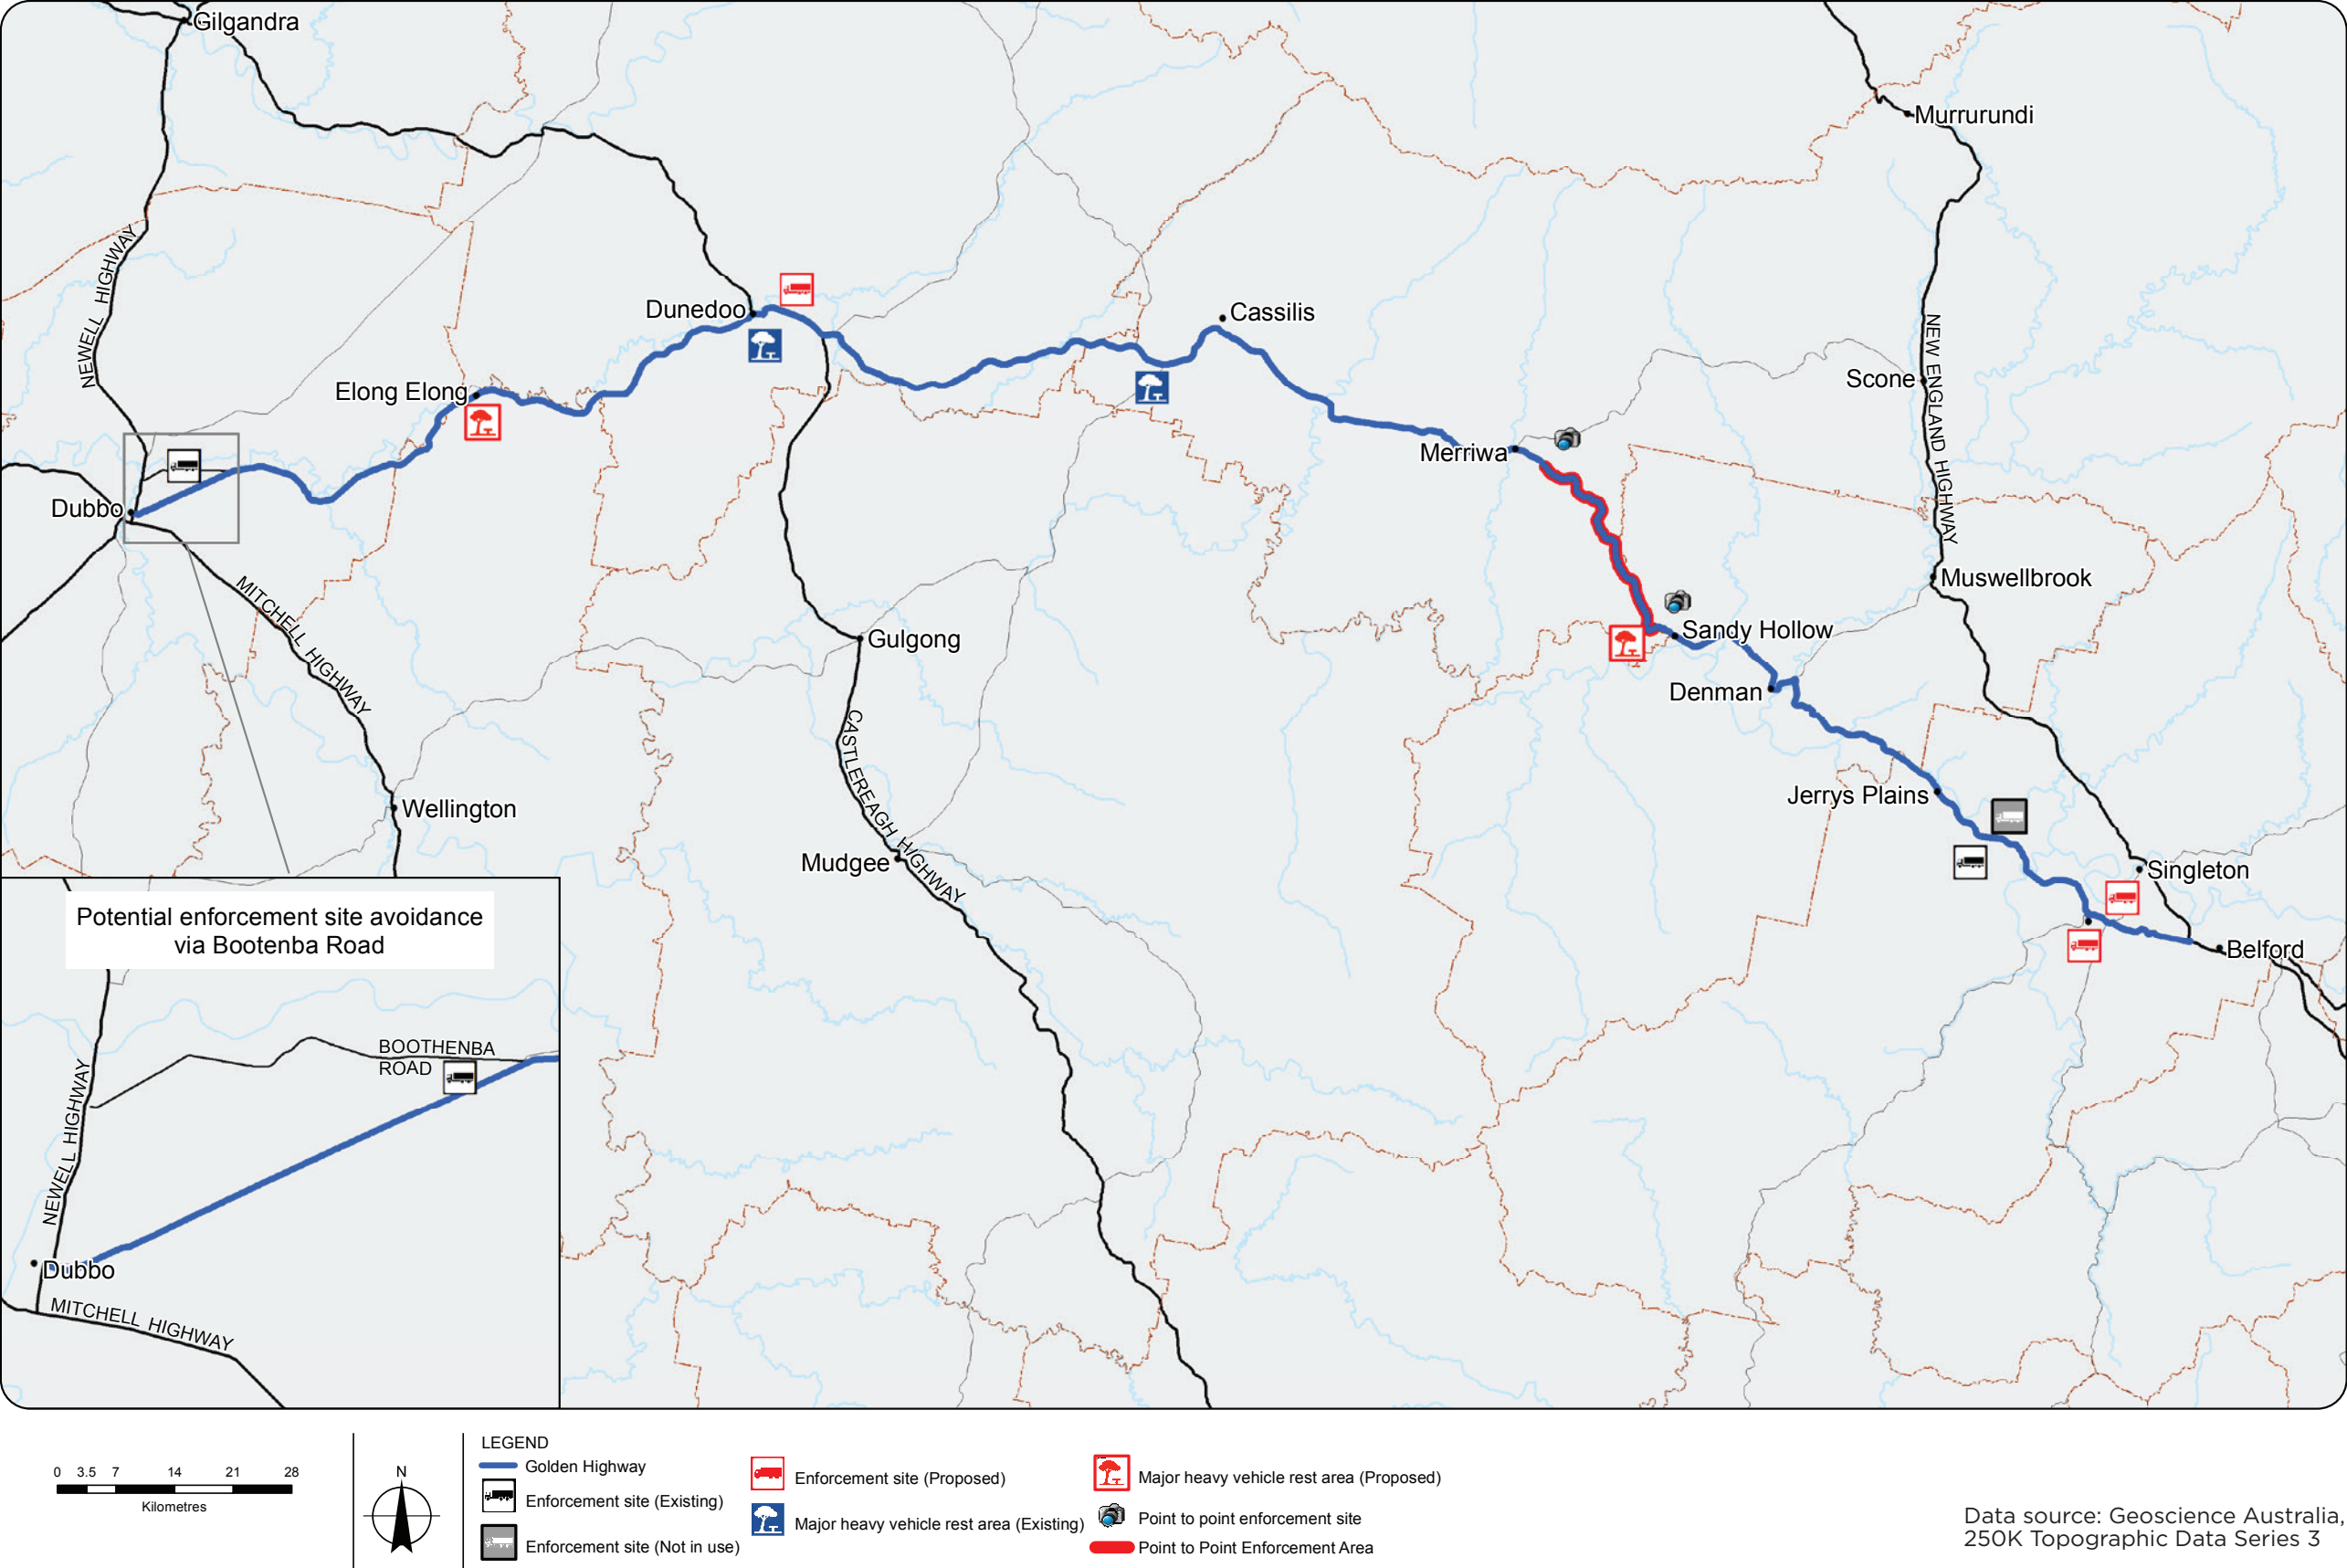 Gilgandra
Murrurundi
NEWELL HIGHWAY
Dunedoo
Cassilis
Elong Elong
Scone
NEW ENGLAND HIGHWAY
Merriwa
Dubbo
Muswellbrook
MITCHELL HIGHWAY
Gulgong
Sandy Hollow
Denman
CASTLEREAGH HIGHWAY
Jerrys Plains
Wellington
Mudgee
Singleton
Belford
Potential enforcement site avoidance
via Bootenba Road
BOOTHENBA
ROAD
NEWELL HIGHWAY
Dubbo
MITCHELL HIGHWAY
0 3.5 7 14 21 28
Kilometres
N
LEGEND
Golden Highway
Enforcement site (Existing)
Enforcement site (Not in use)
Enforcement site (Proposed)
Major heavy vehicle rest area (Existing)
Major heavy vehicle rest area (Proposed)
Point to point enforcement site
Point to Point Enforcement Area
Data source: Geoscience Australia,
250K Topographic Data Series 3